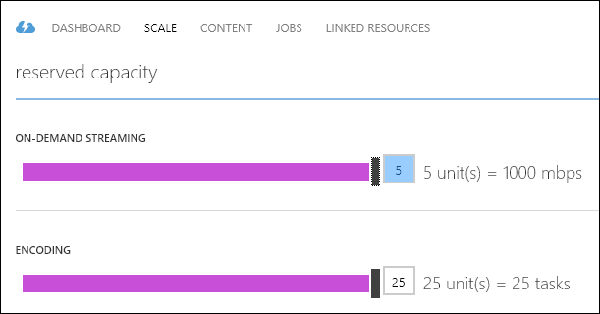 DASHBOARD SCALE CONTENT JOBS LINKED RESOURCES
reserved capacity
ON-DEMAND STREAMING
5 5 unit(s) = 1000 mbps
ENCODING
25 25 unit(s) = 25 tasks